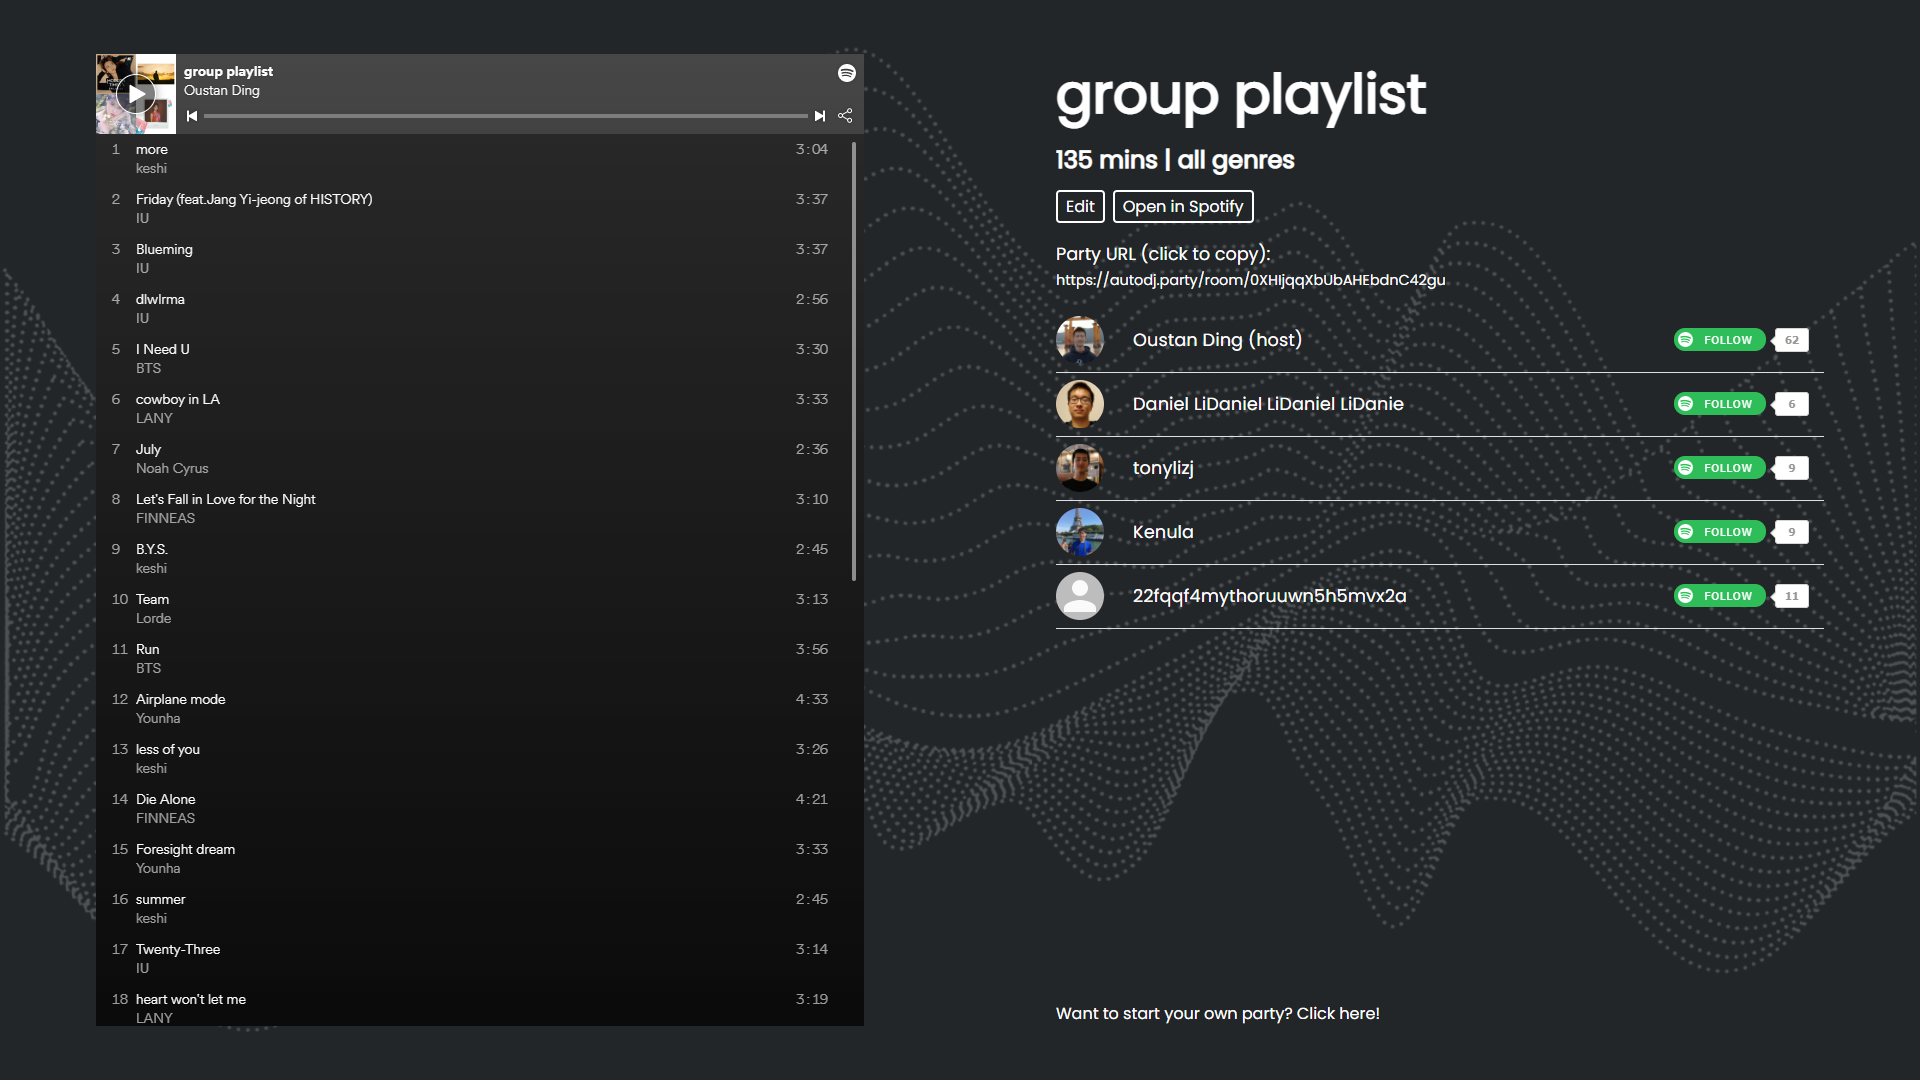 group playlist
Oustan Ding
1 more 3:04
keshi
2 Friday (feat.Jang Yi-jeong of HISTORY) 3:37
IU
3 Blueming 3:37
IU
4 dlwlrma 2:56
IU
5 I Need U 3:30
BTS
6 cowboy in LA 3:33
LANY
7 July 2:36
Noah Cyrus
8 Let's Fall in Love for the Night 3:10
FINNEAS
9 B.Y.S. 2:45
keshi
10 Team 3:13
Lorde
11 Run 3:56
BTS
12 Airplane mode 4:33
Younha
13 less of you 3:26
keshi
14 Die Alone 4:21
FINNEAS
15 Foresight dream 3:33
Younha
16 summer 2:45
keshi
17 Twenty-Three 3:14
IU
18 heart won't let me 3:19
LANY
group playlist
135 mins | all genres
Edit Open in Spotify
Party URL (click to copy):
https://autodj.party/room/0XHIjqqXbUbAHEbdnC42gu
Oustan Ding (host) FOLLOW 62
Daniel LiDaniel LiDaniel LiDanie FOLLOW 6
tonylizj FOLLOW 9
Kenula FOLLOW 9
22fqqf4mythoruuwn5h5mvx2a FOLLOW 11
Want to start your own party? Click here!